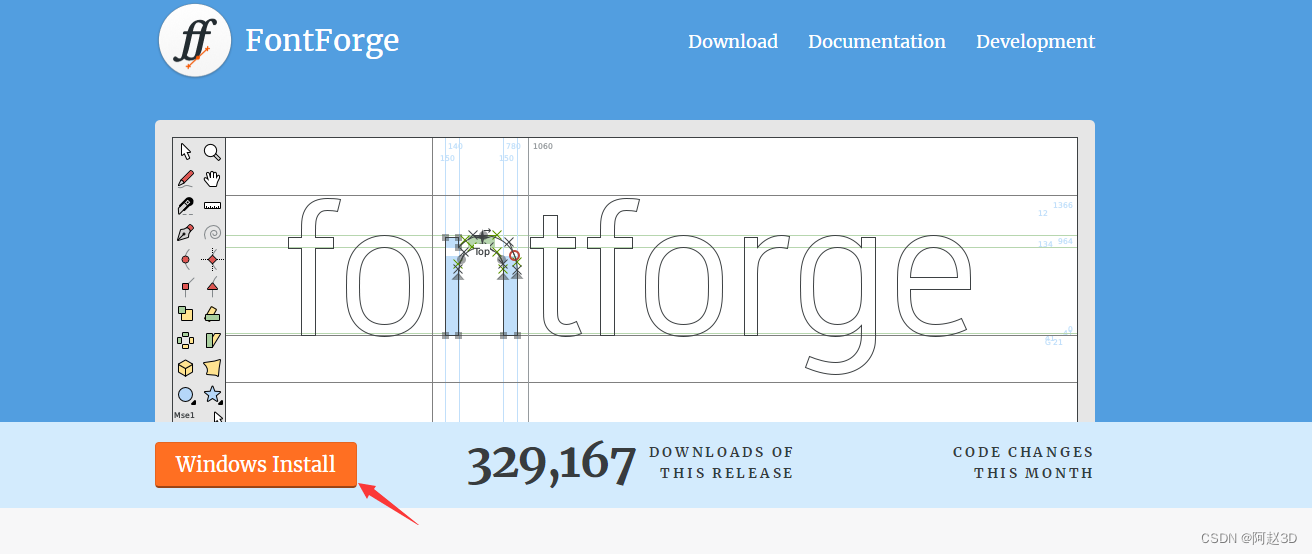 ff
FontForge
Download
Documentation
Development
140
780
1060
150
150
1366
12
134
964
Top
fontforge
Mse1
Windows Install
329,167
DOWNLOADS OF
THIS RELEASE
CODE CHANGES
THIS MONTH
CSDN @阿赵3D